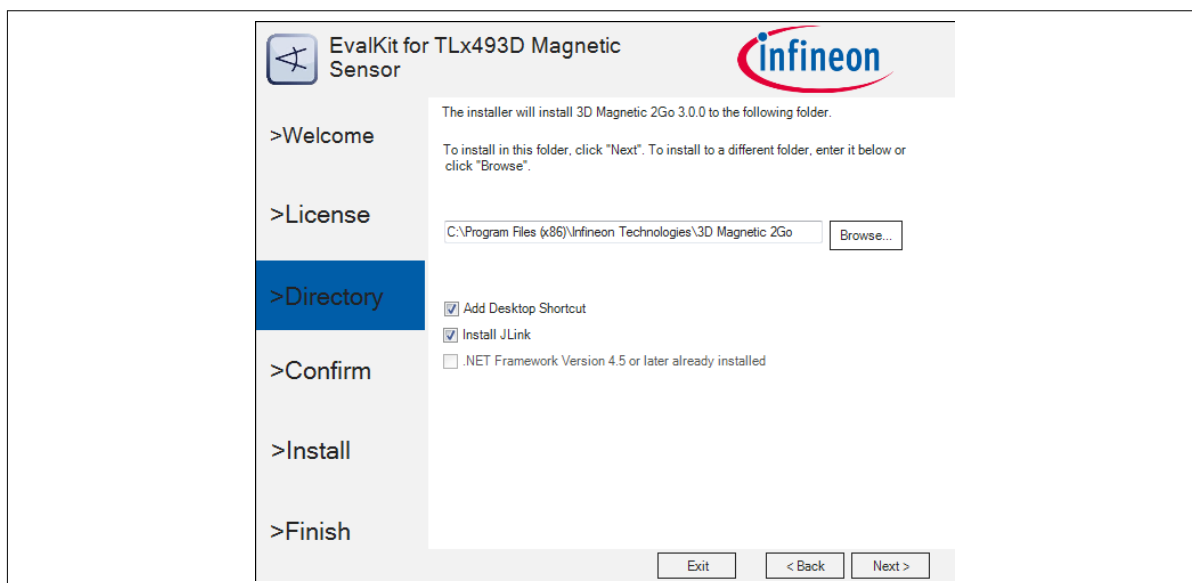 EvalKit for TLx493D Magnetic
Sensor
infineon
>Welcome
>License
>Directory
>Confirm
>Install
>Finish
The installer will install 3D Magnetic 2Go 3.0.0 to the following folder.
To install in this folder, click "Next". To install to a different folder, enter it below or
click "Browse".
C:\Program Files (x86)\Infineon Technologies\3D Magnetic 2Go
Browse...
Add Desktop Shortcut
Install JLink
.NET Framework Version 4.5 or later already installed
Exit
< Back
Next >